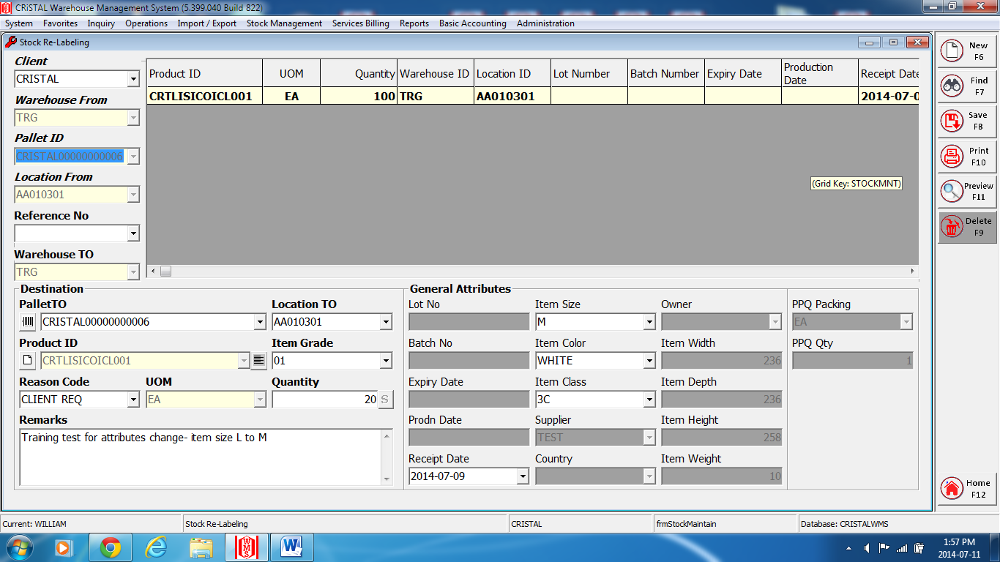 CRiSTAL Warehouse Management System (5.399.040 Build 822)
System Favorites Inquiry Operations Import / Export Stock Management Services Billing Reports Basic Accounting Administration
Stock Re-Labeling
Client
CRISTAL
Warehouse From
TRG
Pallet ID
CRISTAL00000000006
Location From
AA010301
Reference No
Warehouse TO
TRG
Product ID UOM Quantity Warehouse ID Location ID Lot Number Batch Number Expiry Date Production Date Receipt Date
CRTLISICOICL001 EA 100 TRG AA010301 2014-07-0
(Grid Key: STOCKMNT)
New
F6
Find
F7
Save
F8
Print
F10
Preview
F11
Delete
F9
Home
F12
Destination
PalletTO Location TO
CRISTAL00000000006 AA010301
Product ID Item Grade
CRTLISICOICL001 01
Reason Code UOM Quantity
CLIENT REQ EA 20 S
Remarks
Training test for attributes change- item size L to M
General Attributes
Lot No Item Size Owner PPQ Packing
M EA
Batch No Item Color Item Width PPQ Qty
WHITE 236 1
Expiry Date Item Class Item Depth
3C 236
Prodn Date Supplier Item Height
TEST 258
Receipt Date Country Item Weight
2014-07-09 10
Current: WILLIAM Stock Re-Labeling CRISTAL frmStockMaintain Database: CRISTALWMS
WMS
1:57 PM
2014-07-11